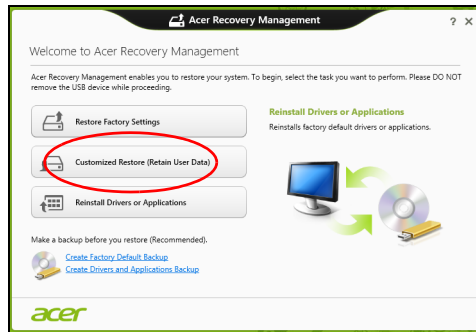 Acer Recovery Management
? X
Welcome to Acer Recovery Management
Acer Recovery Management enables you to restore your system. To begin, select the task you want to perform. Please DO NOT
remove the USB device while proceeding.
Restore Factory Settings
Customized Restore (Retain User Data)
Reinstall Drivers or Applications
Reinstall Drivers or Applications
Reinstalls factory default drivers or applications.
Make a backup before you restore (Recommended).
Create Factory Default Backup
Create Drivers and Applications Backup
acer